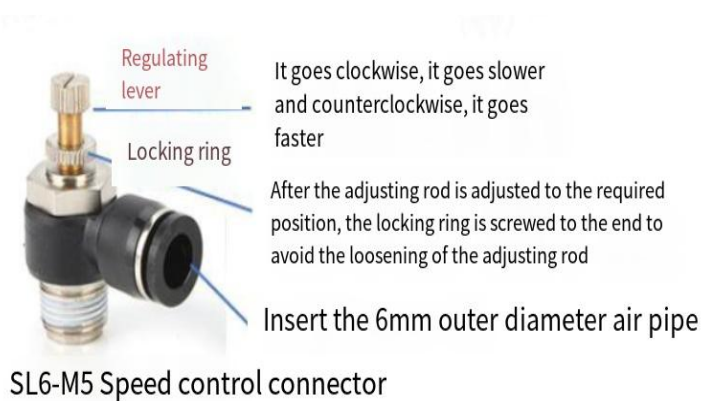 Regulating
lever
It goes clockwise, it goes slower
and counterclockwise, it goes
faster
Locking ring
After the adjusting rod is adjusted to the required
position, the locking ring is screwed to the end to
avoid the loosening of the adjusting rod
Insert the 6mm outer diameter air pipe
SL6-M5 Speed control connector